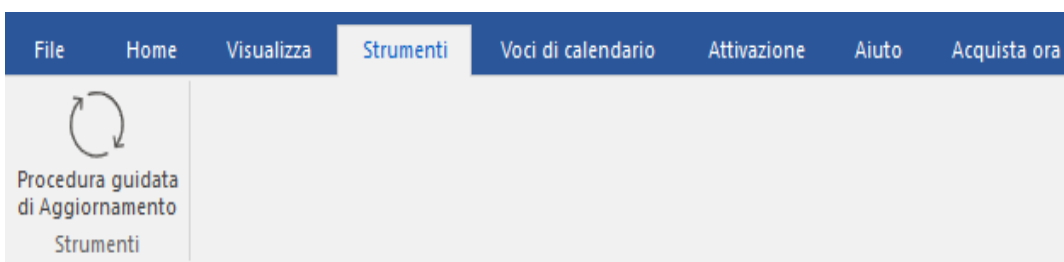 File Home Visualizza Strumenti Voci di calendario Attivazione Aiuto Acquista ora
Procedura guidata
di Aggiornamento
Strumenti